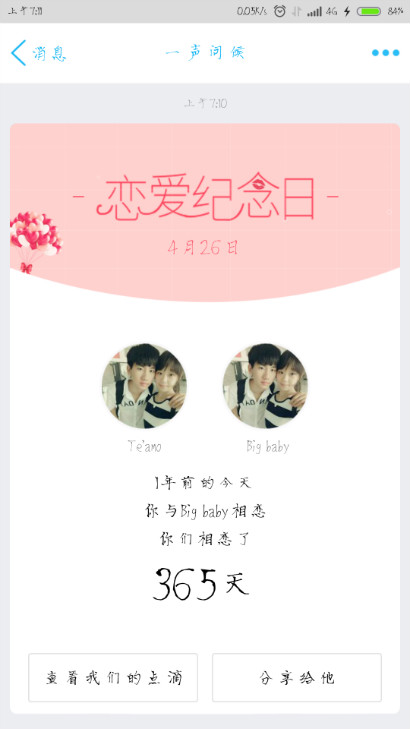 上午7:11 0.05K/s 4G 84%
消息 一声问候
上午7:10
- 恋爱纪念日 -
4月26日
Te'amo Big baby
1年前的今天
你与Big baby相恋
你们相恋了
365天
查看我们的点滴 分享给他